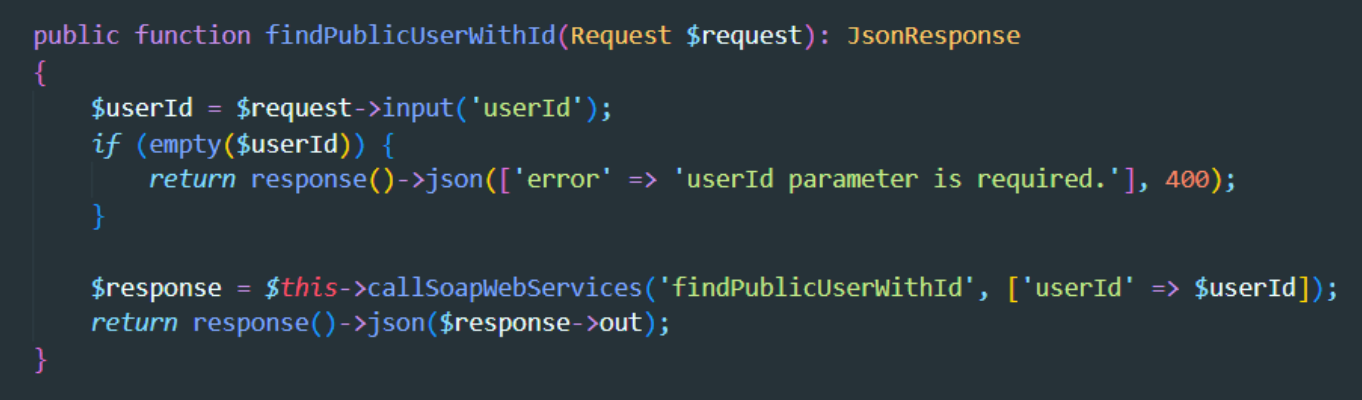 public function findPublicUserWithId(Request $request): JsonResponse
{
    $userId = $request->input('userId');
    if (empty($userId)) {
        return response()->json(['error' => 'userId parameter is required.'], 400);
    }

    $response = $this->callSoapWebServices('findPublicUserWithId', ['userId' => $userId]);
    return response()->json($response->out);
}